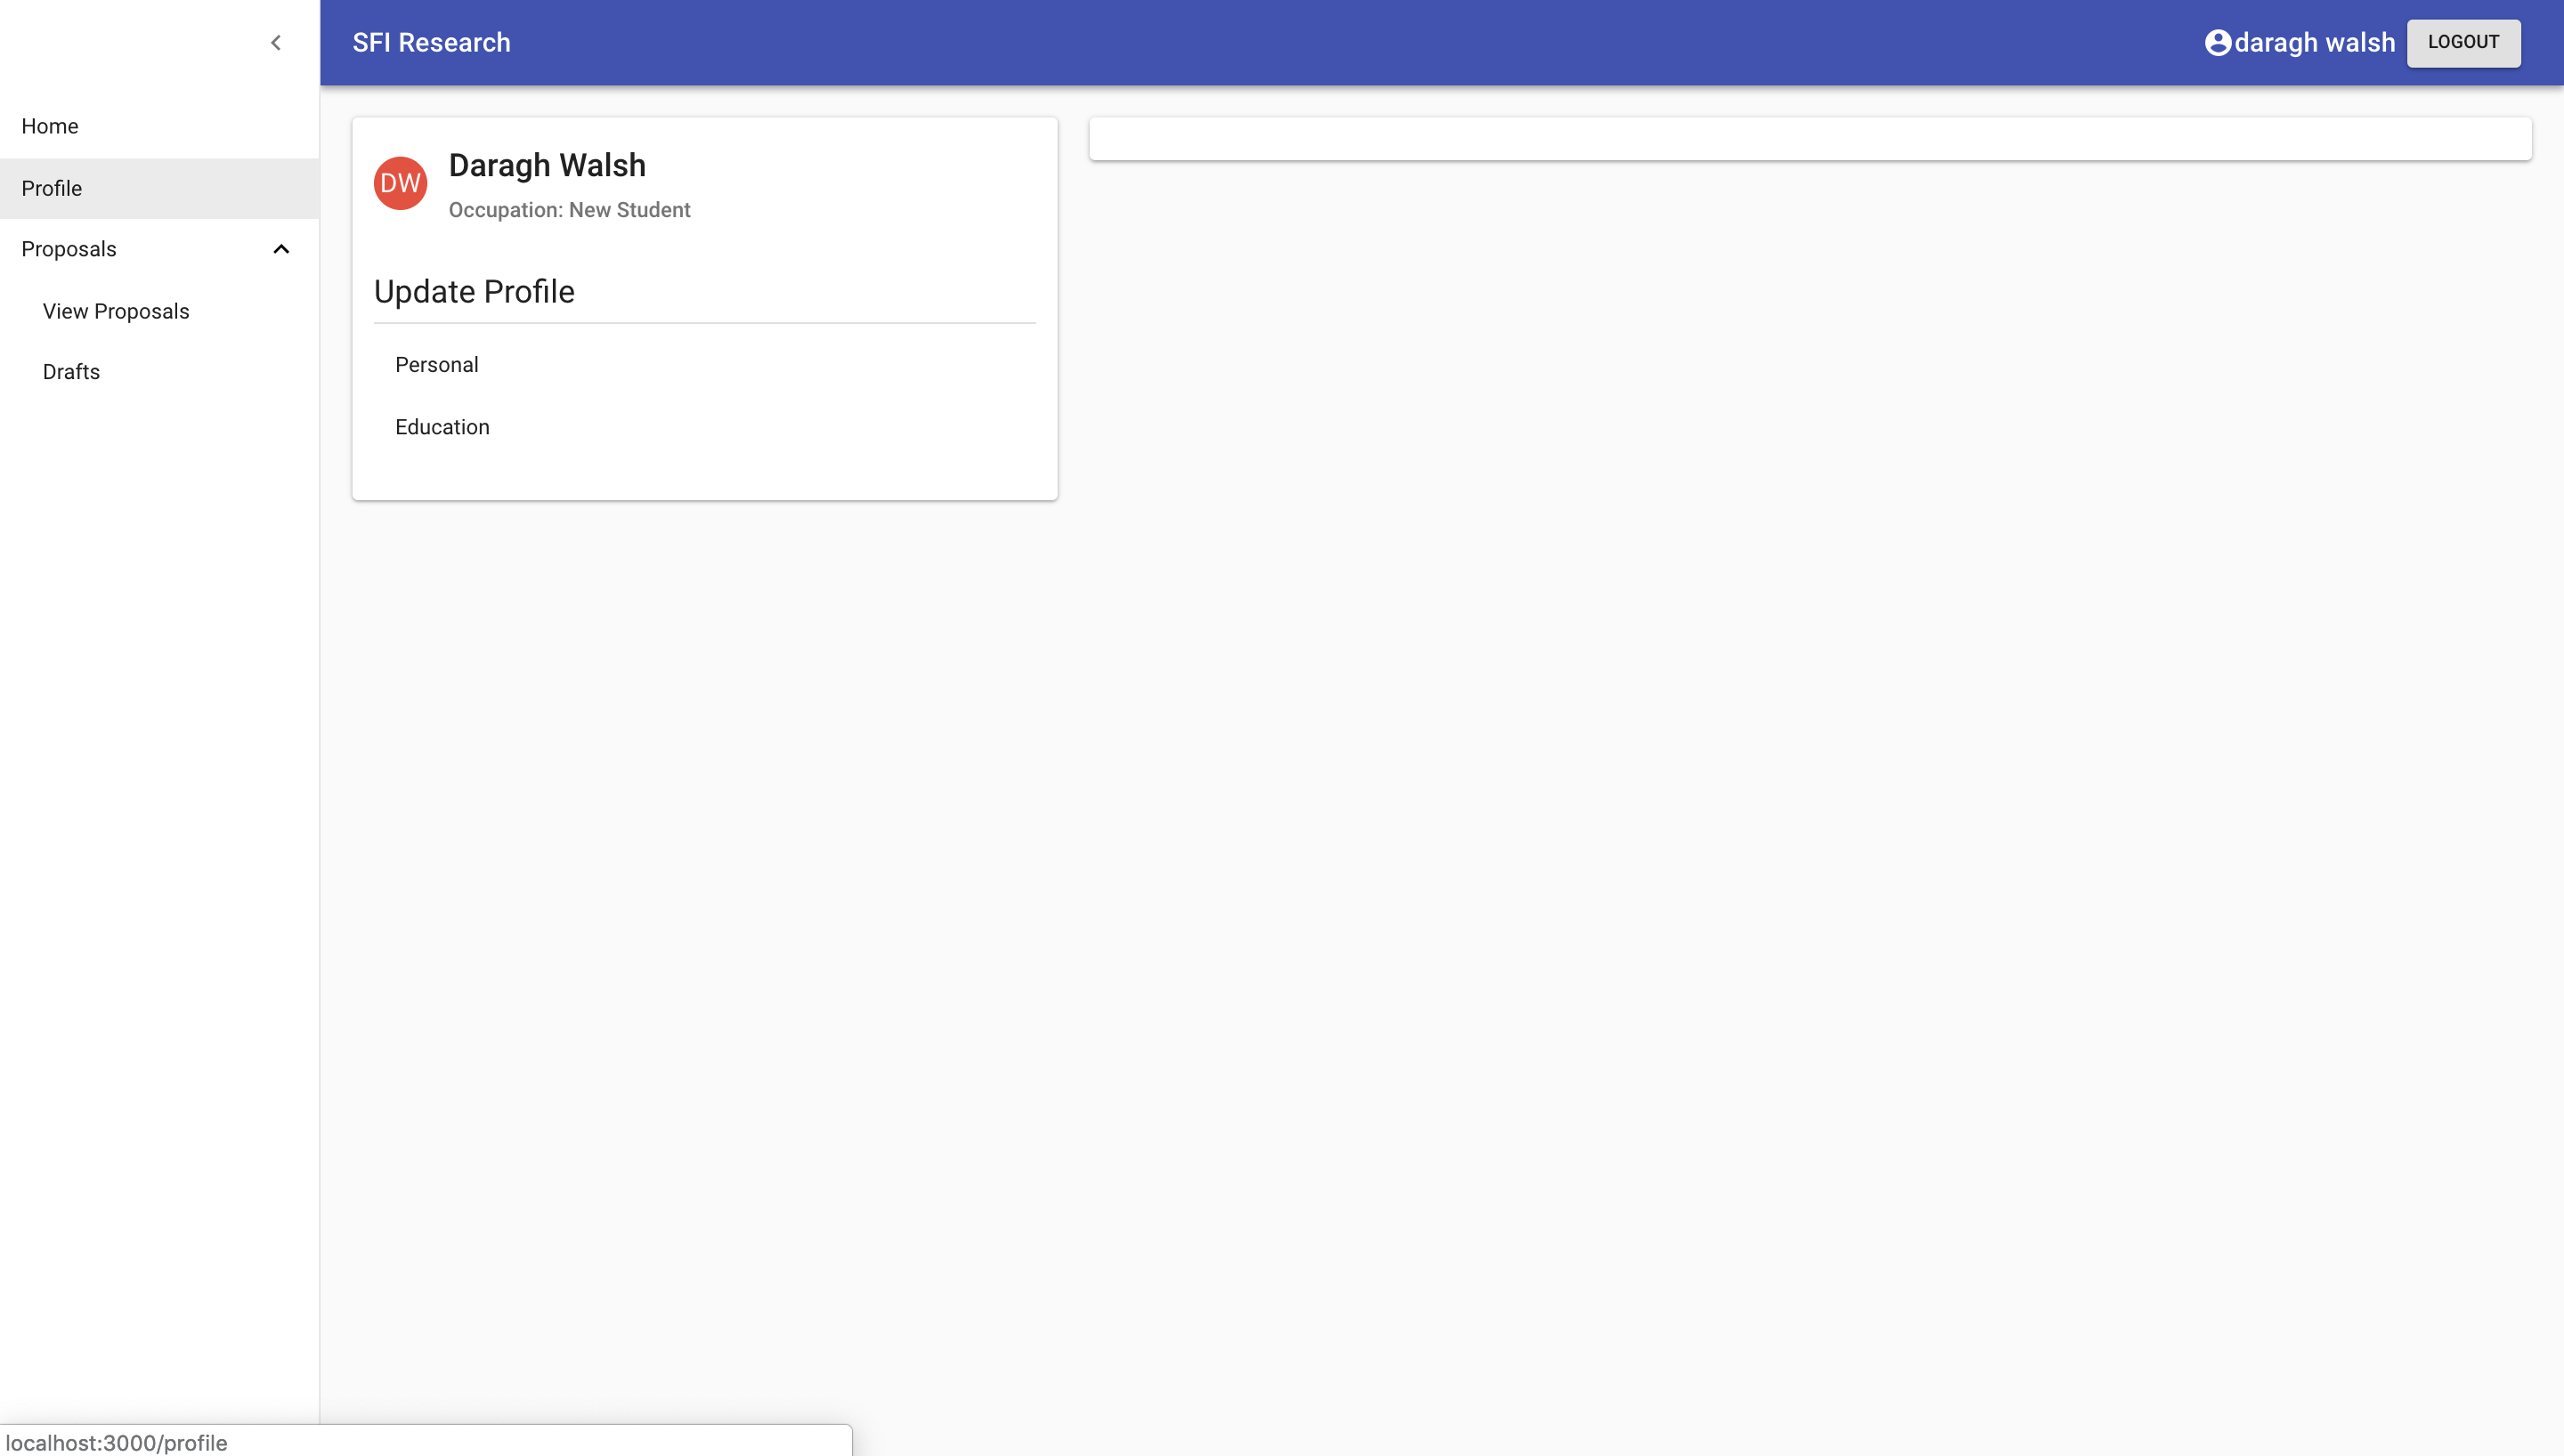 SFI Research
daragh walsh
LOGOUT
Home
Profile
Proposals
View Proposals
Drafts
DW
Daragh Walsh
Occupation: New Student
Update Profile
Personal
Education
localhost:3000/profile